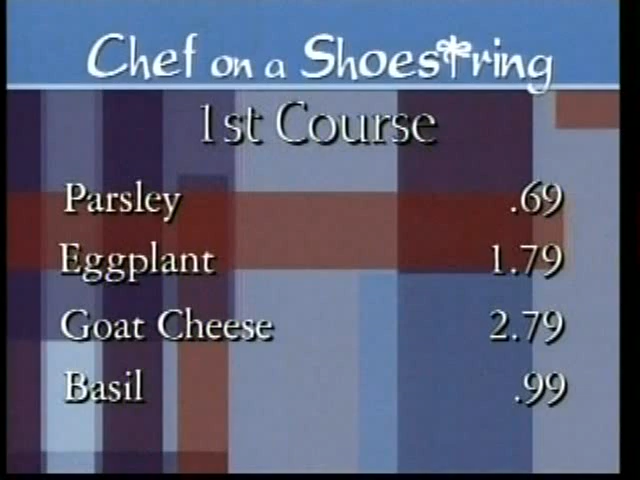 Chef on a Shoestring
1st Course
Parsley .69
Eggplant 1.79
Goat Cheese 2.79
Basil .99